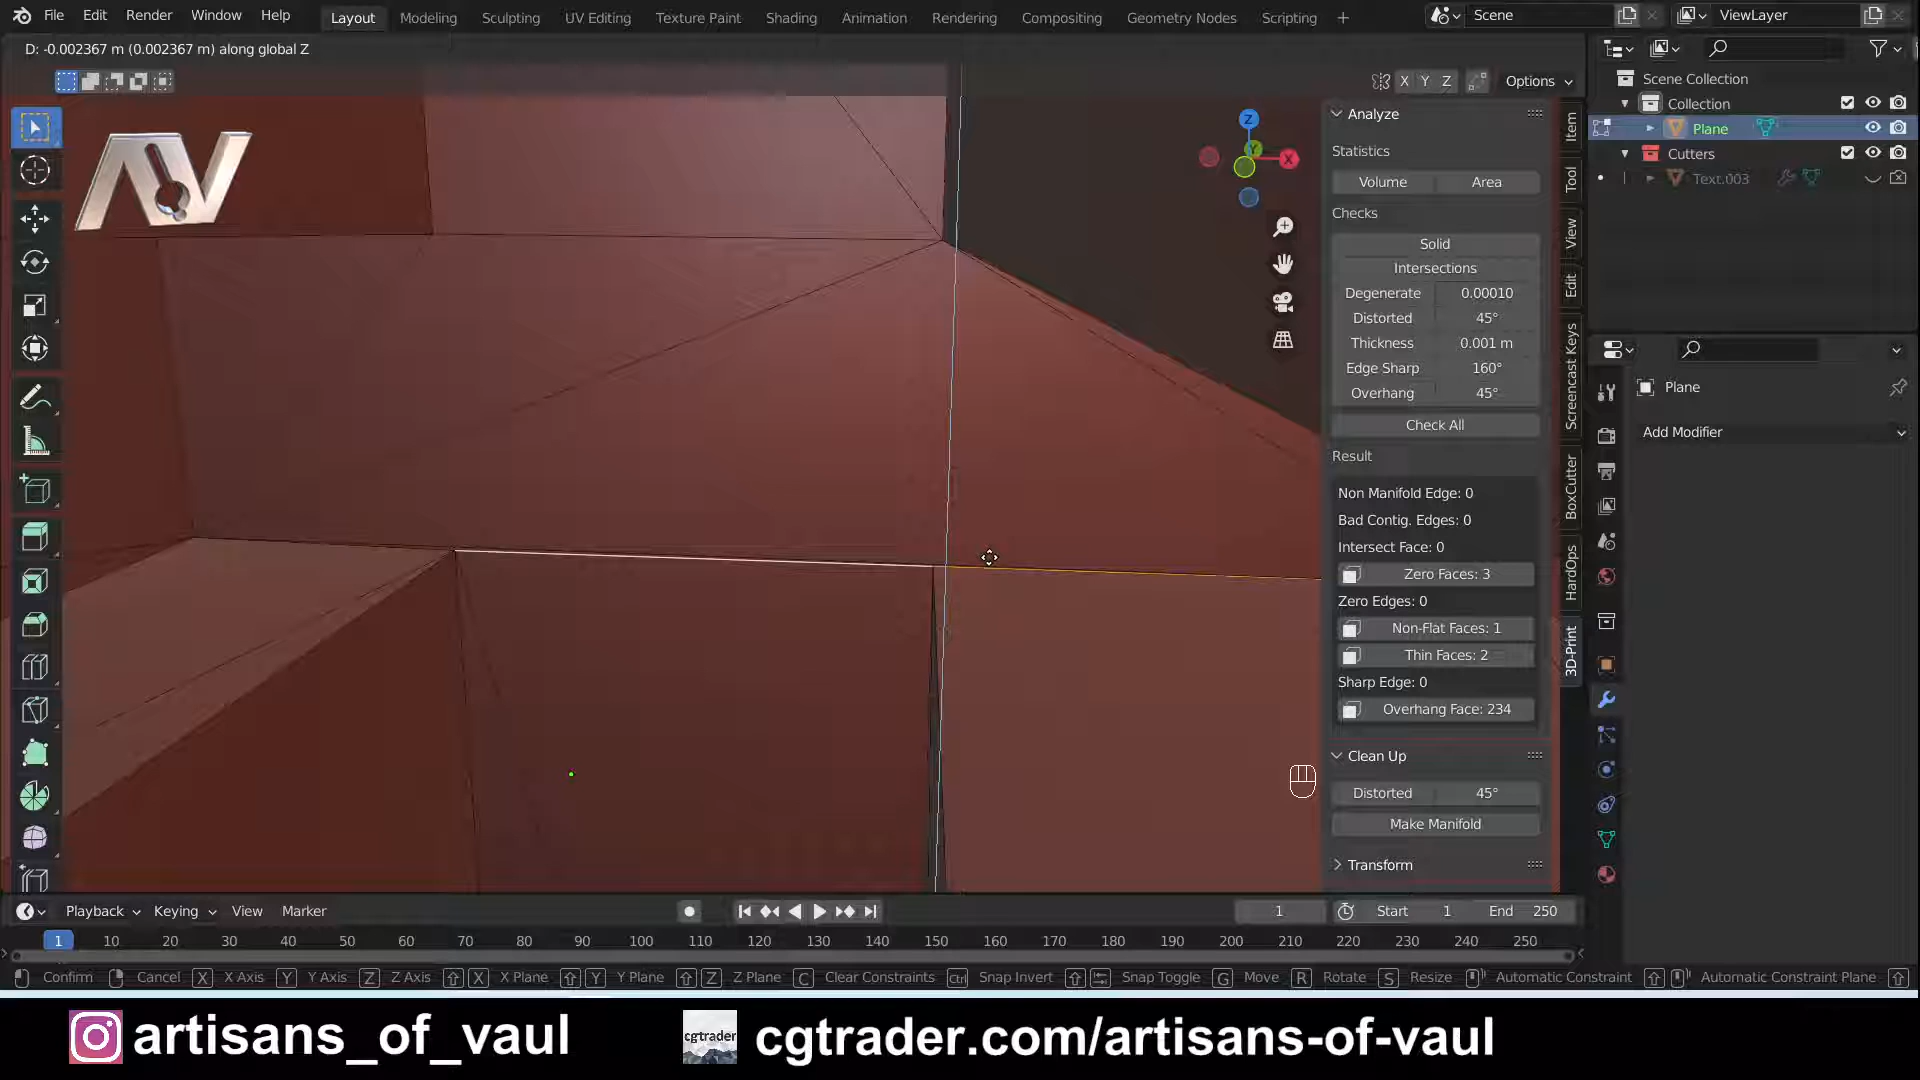 File Edit Render Window Help Layout Modeling Sculpting UV Editing Texture Paint Shading Animation Rendering Compositing Geometry Nodes Scripting + Scene ViewLayer
D: -0.002367 m (0.002367 m) along global Z
X Y Z Options
Scene Collection
Collection
Plane
Cutters
Text.003
Z
X
Y
Analyze
Statistics
Volume Area
Checks
Solid
Intersections
Degenerate 0.00010
Distorted 45°
Thickness 0.001 m
Edge Sharp 160°
Overhang 45°
Check All
Result
Non Manifold Edge: 0
Bad Contig. Edges: 0
Intersect Face: 0
Zero Faces: 3
Zero Edges: 0
Non-Flat Faces: 1
Thin Faces: 2
Sharp Edge: 0
Overhang Face: 234
Clean Up
Distorted 45°
Make Manifold
Transform
Item
Tool
View
Edit
Screencast Keys
BoxCutter
HardOps
3D-Print
Plane
Add Modifier
Playback Keying View Marker 1 Start 1 End 250
1 10 20 30 40 50 60 70 80 90 100 110 120 130 140 150 160 170 180 190 200 210 220 230 240 250
Confirm Cancel X X Axis Y Y Axis Z Z Axis X X Plane Y Y Plane Z Z Plane C Clear Constraints Ctrl Snap Invert Snap Toggle G Move R Rotate S Resize Automatic Constraint Automatic Constraint Plane
artisans_of_vaul cgtrader cgtrader.com/artisans-of-vaul